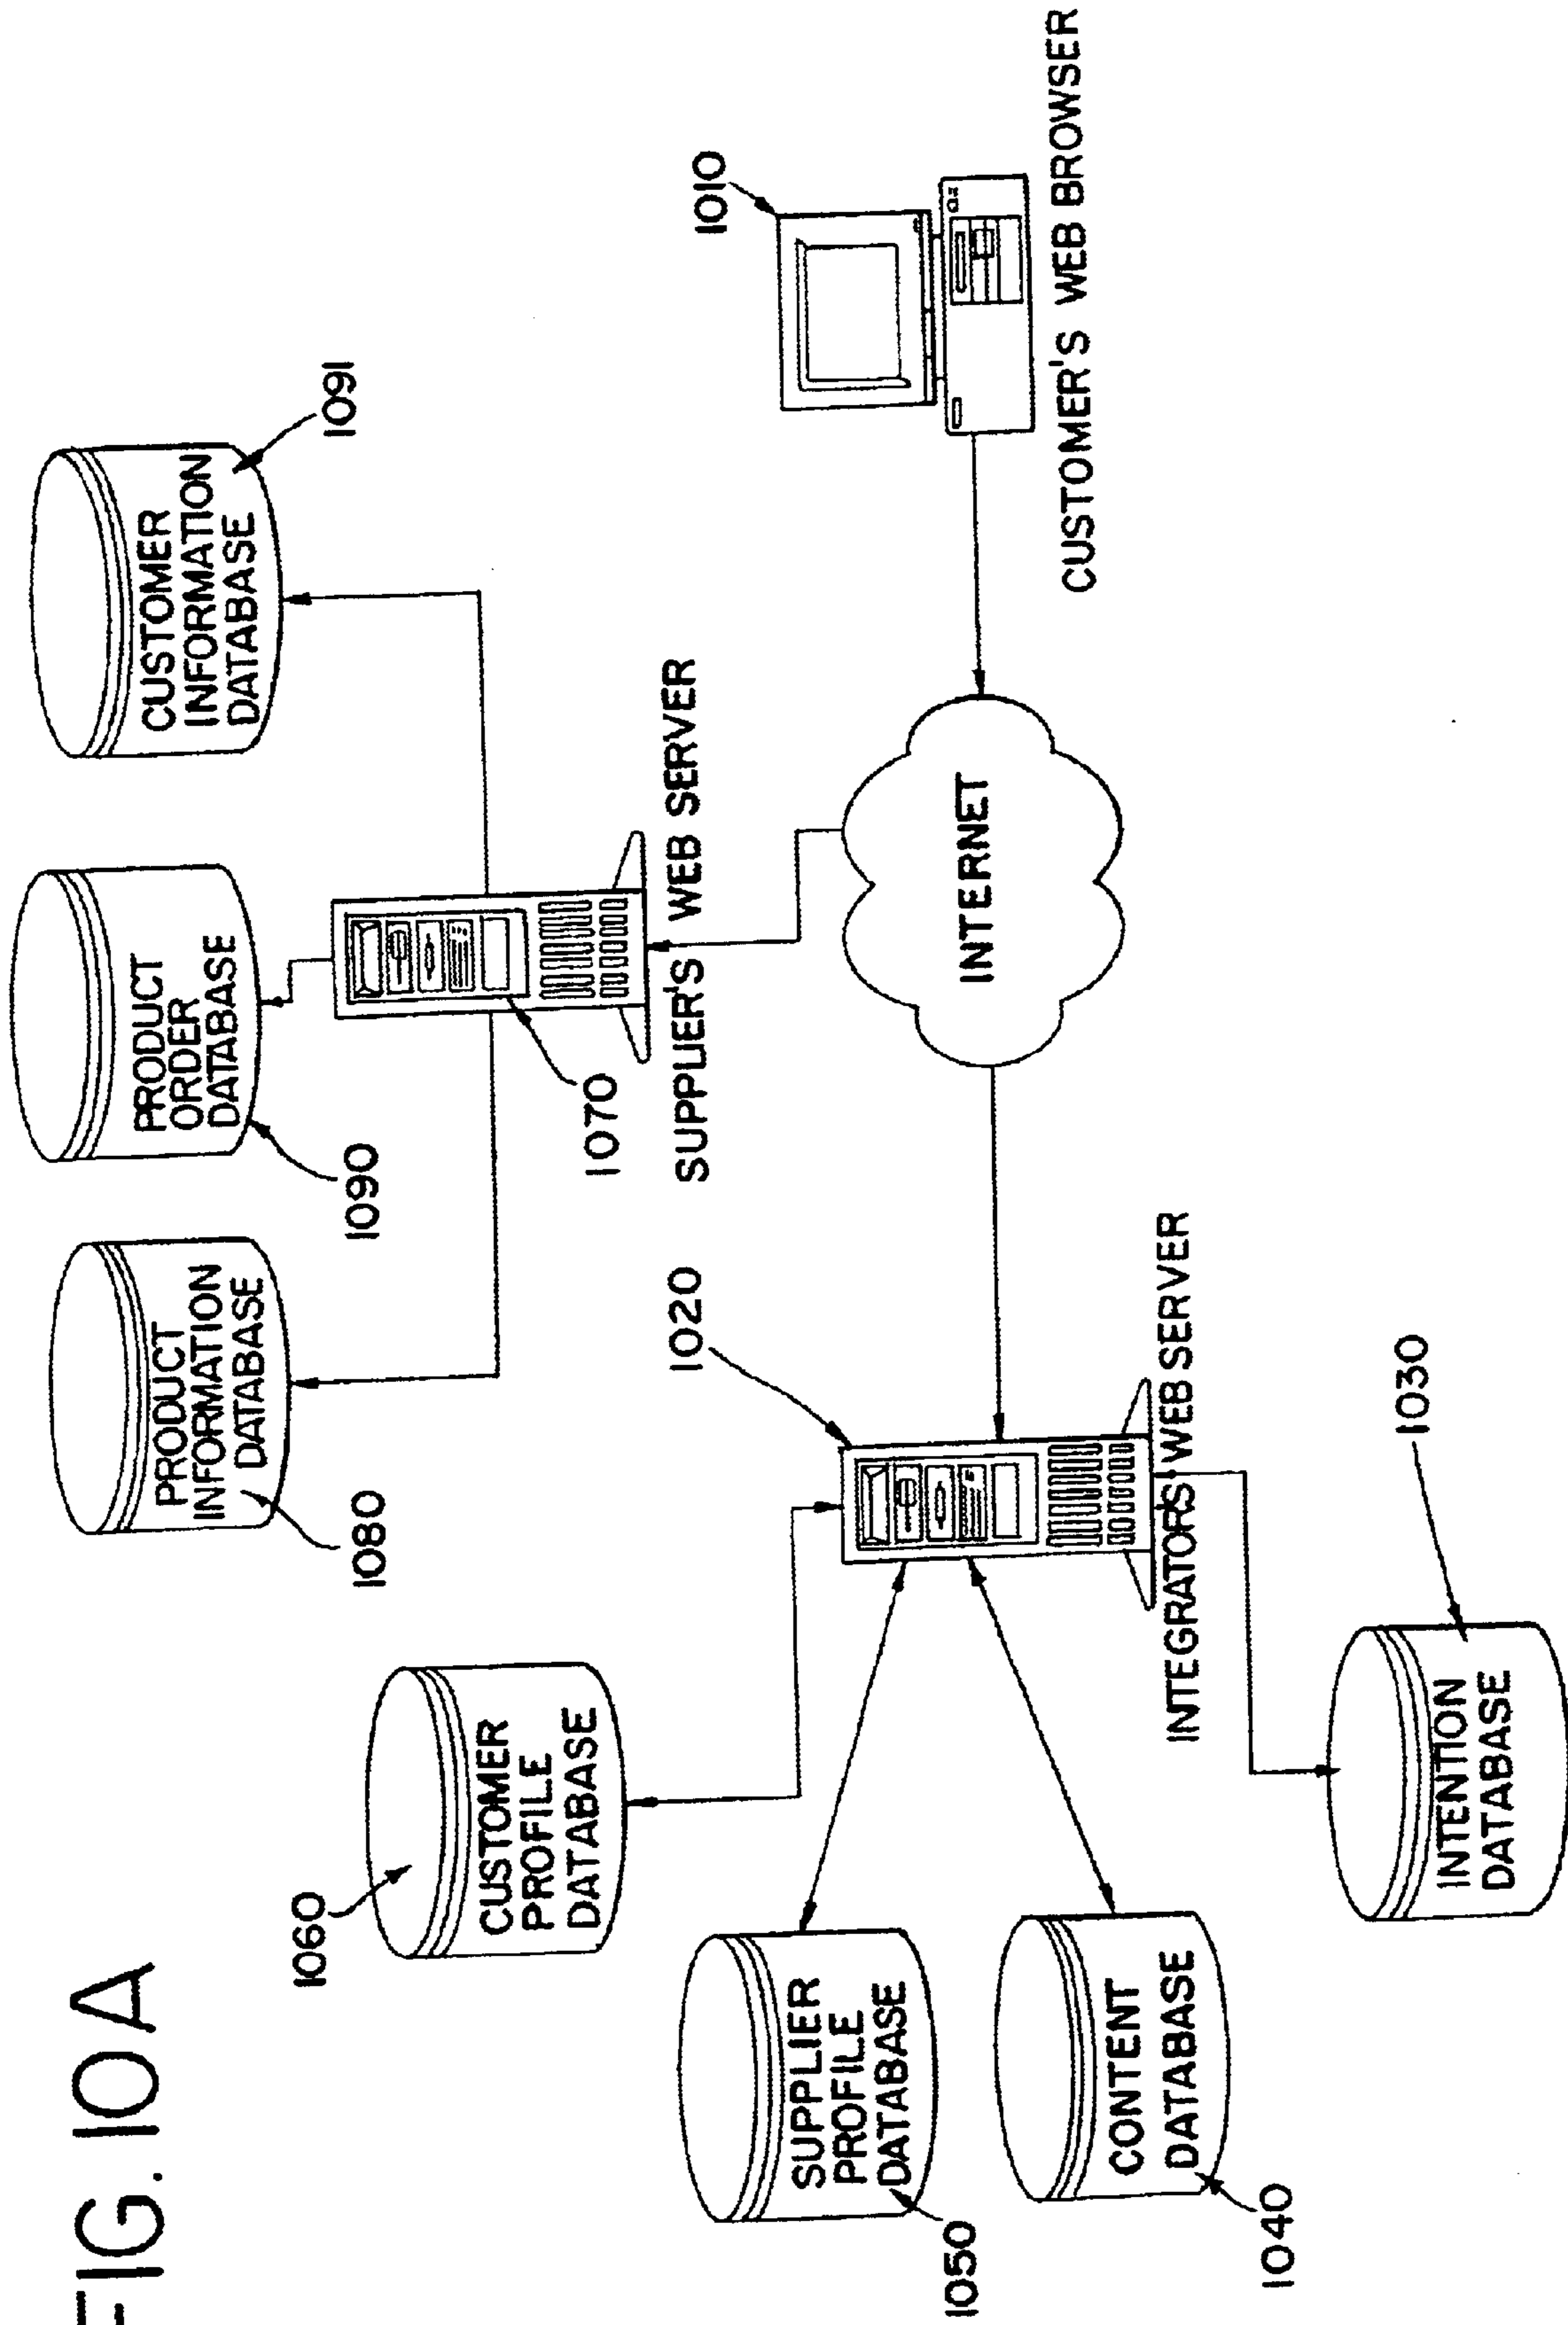 FIG. 10A
1080
PRODUCT
INFORMATION
DATABASE
1090
PRODUCT
ORDER
DATABASE
1091
CUSTOMER
INFORMATION
DATABASE
1070
SUPPLIER'S WEB SERVER
1060
CUSTOMER
PROFILE
DATABASE
1050
SUPPLIER
PROFILE
DATABASE
1040
CONTENT
DATABASE
1020
INTEGRATORS WEB SERVER
1030
INTENTION
DATABASE
INTERNET
1010
CUSTOMER'S WEB BROWSER